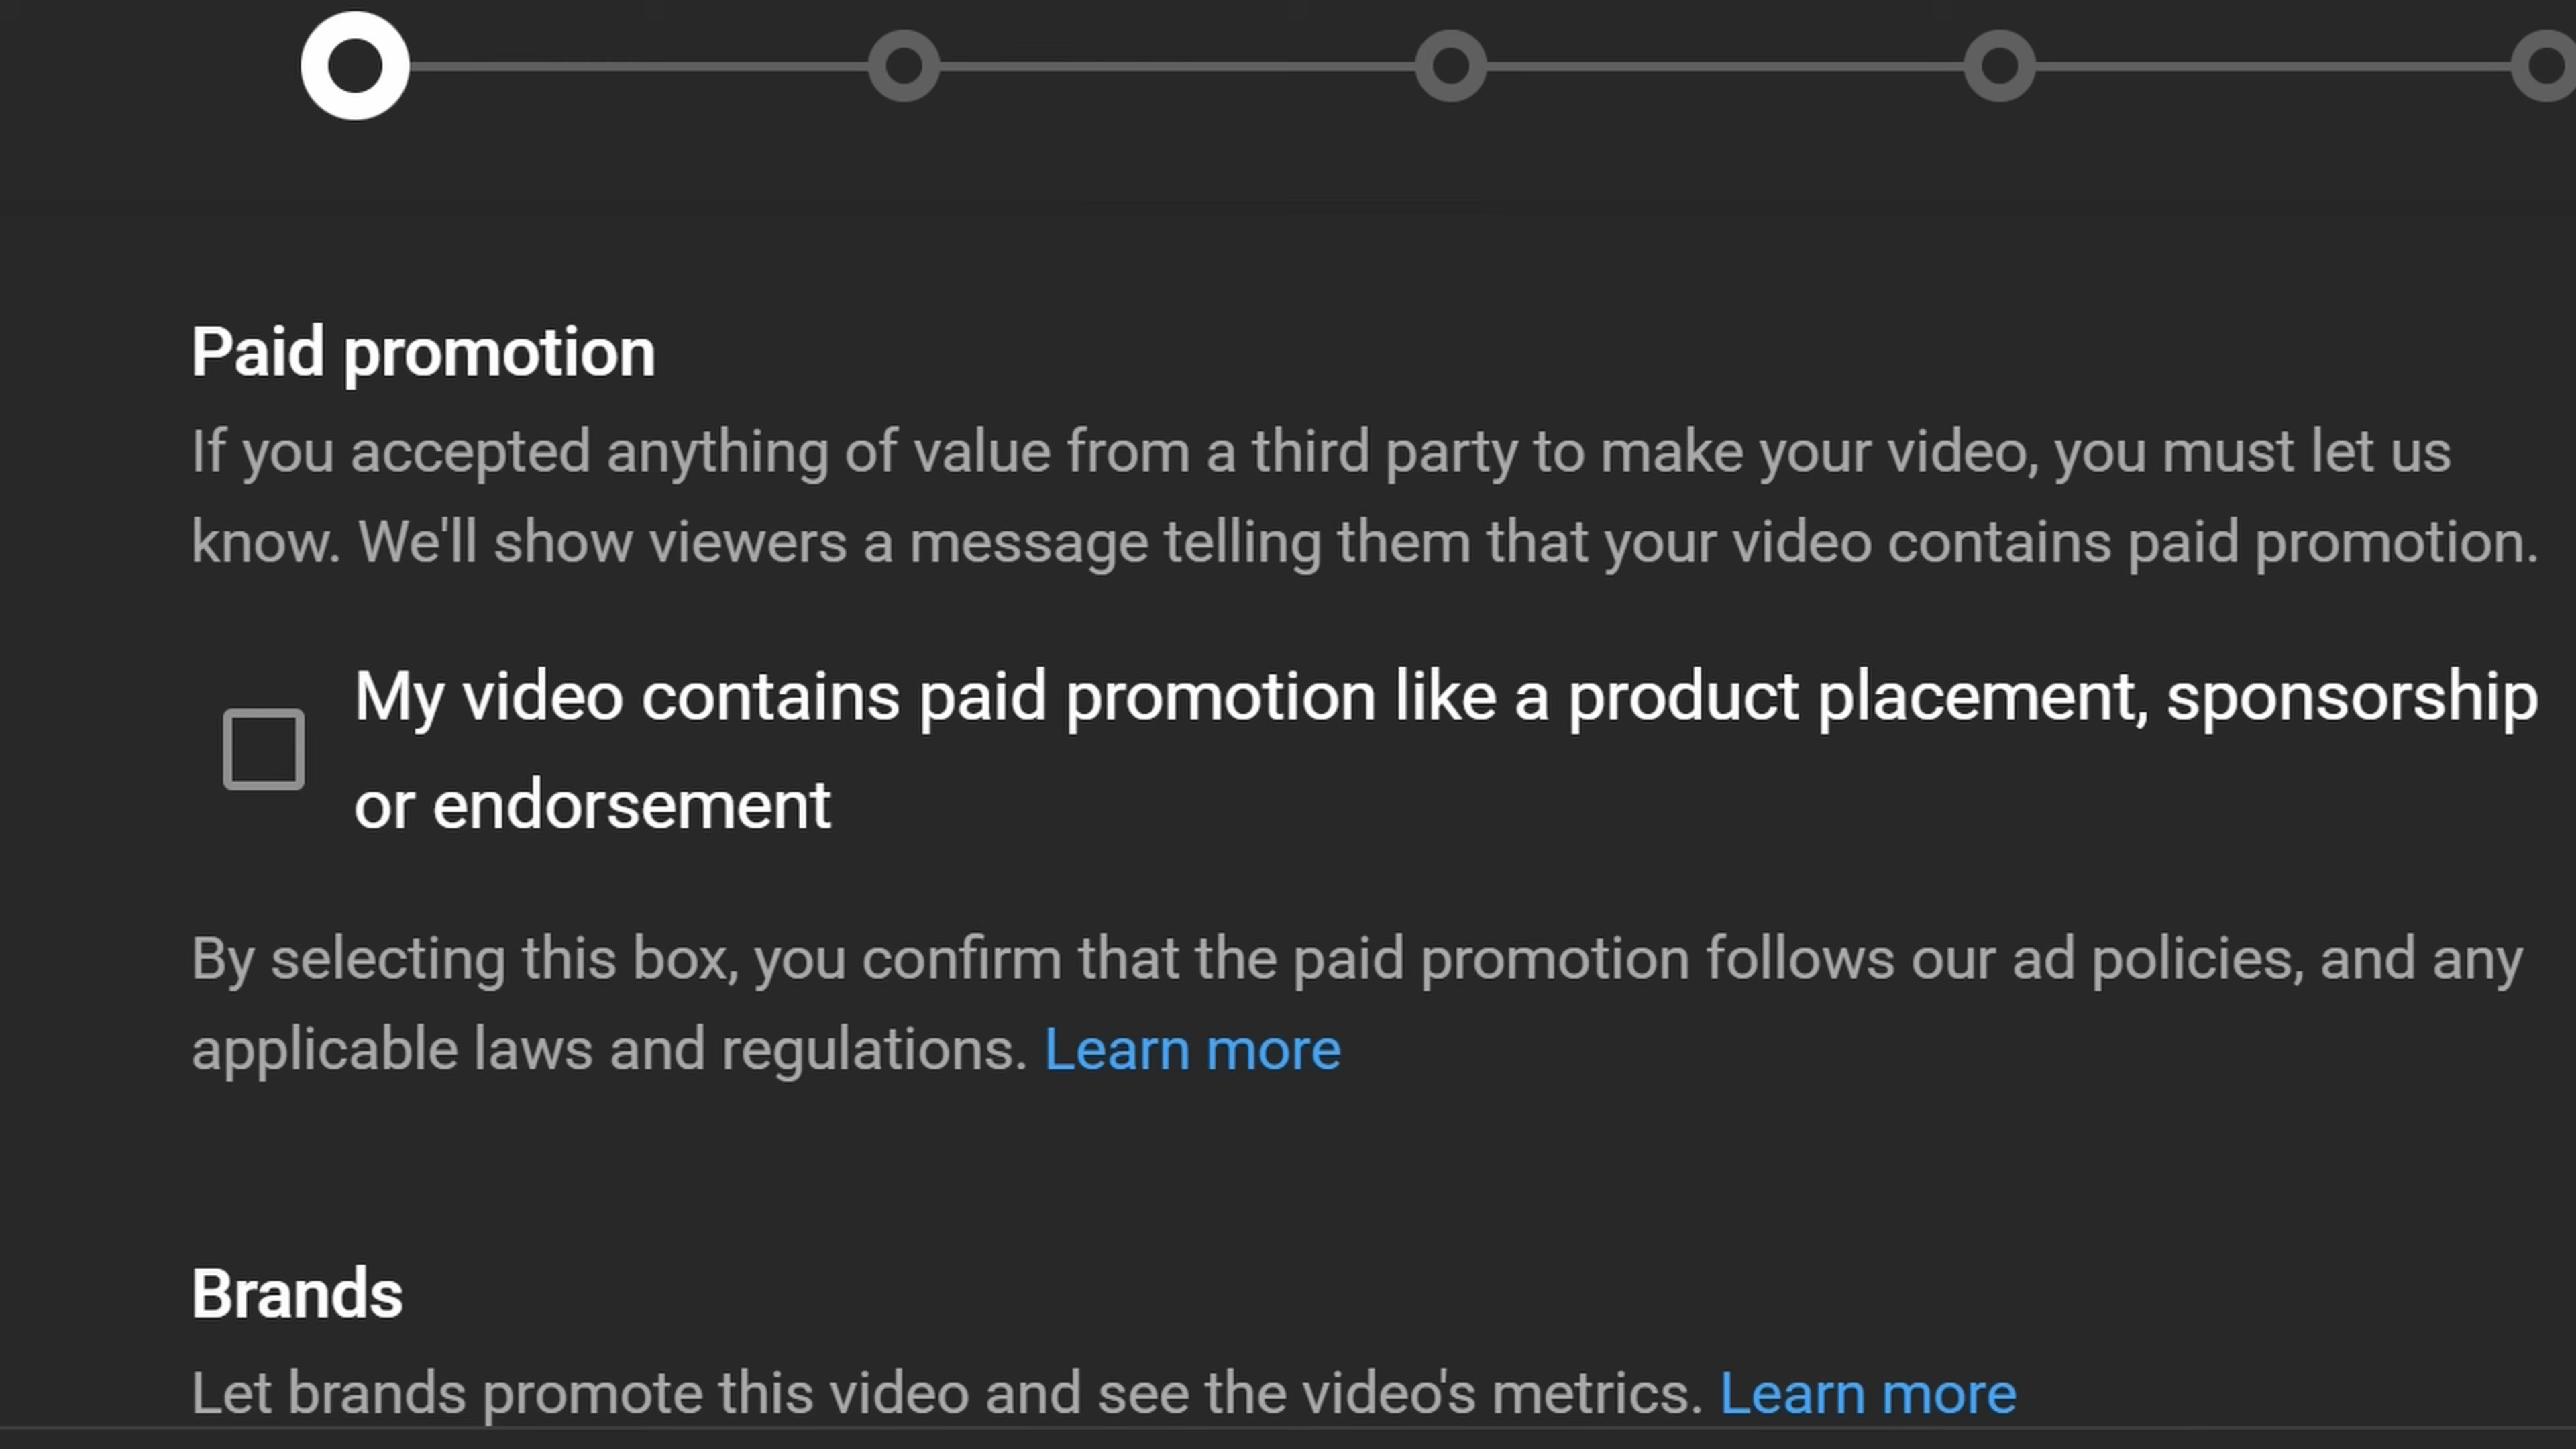 Paid promotion
If you accepted anything of value from a third party to make your video, you must let us
know. We'll show viewers a message telling them that your video contains paid promotion.
My video contains paid promotion like a product placement, sponsorship
or endorsement
By selecting this box, you confirm that the paid promotion follows our ad policies, and any
applicable laws and regulations. Learn more
Brands
Let brands promote this video and see the video's metrics. Learn more